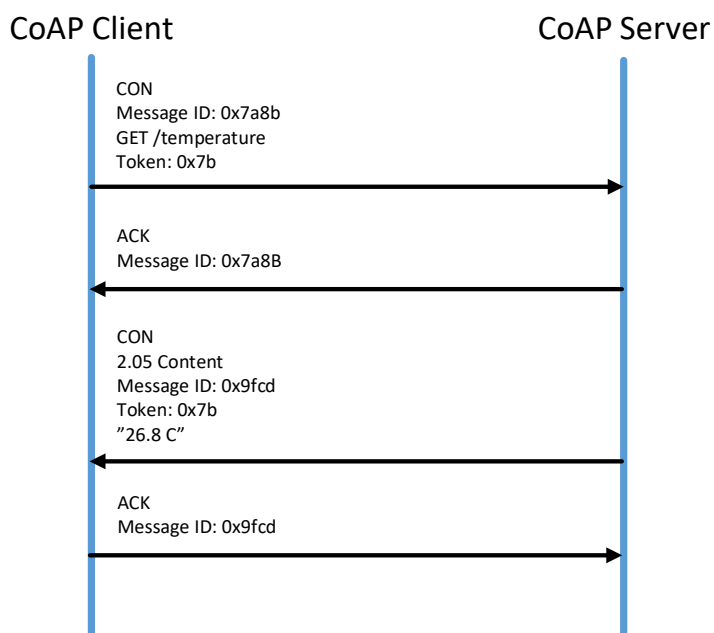 CoAP Client
CoAP Server
CON
Message ID: 0x7a8b
GET /temperature
Token: 0x7b
ACK
Message ID: 0x7a8B
CON
2.05 Content
Message ID: 0x9fcd
Token: 0x7b
”26.8 C”
ACK
Message ID: 0x9fcd